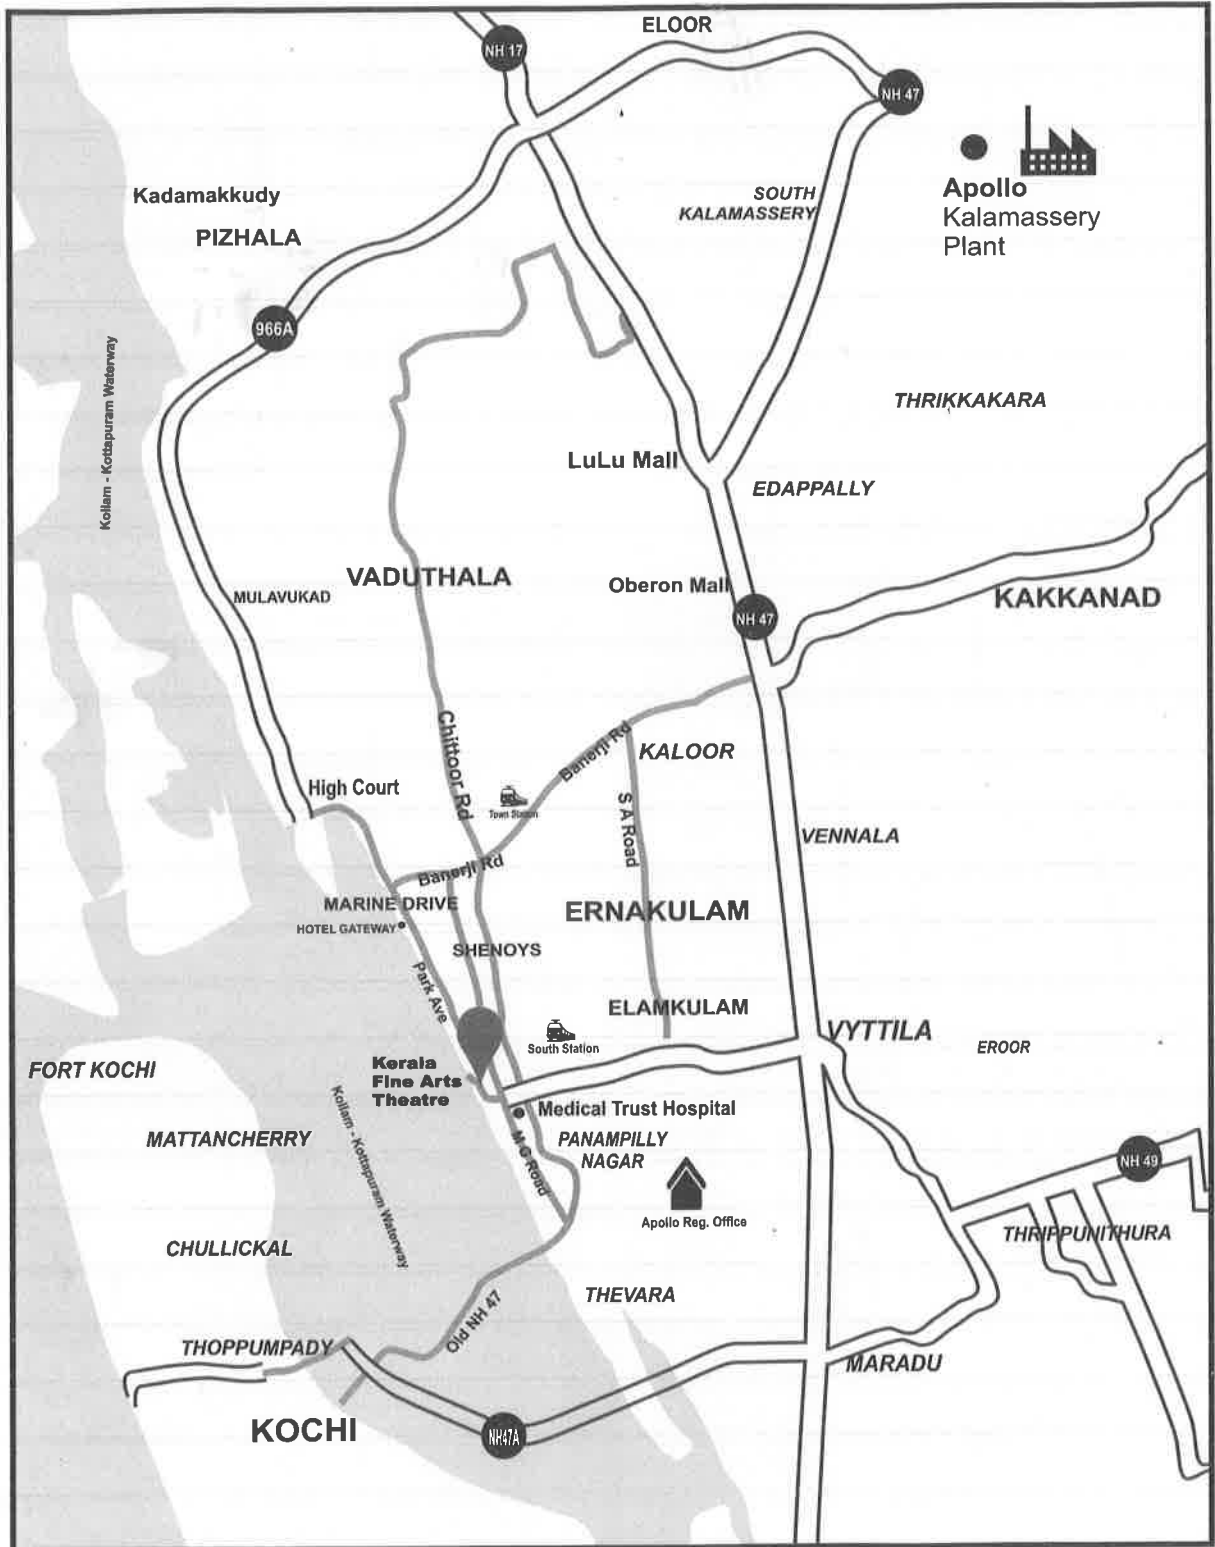 ELOOR
NH 17
NH 47
Apollo
Kalamassery
Plant
SOUTH
KALAMASSERY
Kadamakkudy
PIZHALA
966A
Kollam - Kottapuram Waterway
THRIKKAKARA
LuLu Mall
EDAPPALLY
VADUTHALA
Oberon Mall
MULAVUKAD
NH 47
KAKKANAD
Chittoor Rd
Banerji Rd
KALOOR
High Court
Town Station
S A Road
VENNALA
Banerji Rd
MARINE DRIVE
HOTEL GATEWAY
ERNAKULAM
SHENOYS
Park Ave
ELAMKULAM
VYTTILA
EROOR
South Station
FORT KOCHI
Kerala
Fine Arts
Theatre
Medical Trust Hospital
MATTANCHERRY
Kollam - Kottapuram Waterway
M G Road
PANAMPILLY
NAGAR
NH 49
Apollo Reg. Office
THRIPPUNITHURA
CHULLICKAL
THEVARA
Old NH 47
THOPPUMPADY
MARADU
KOCHI
NH47A